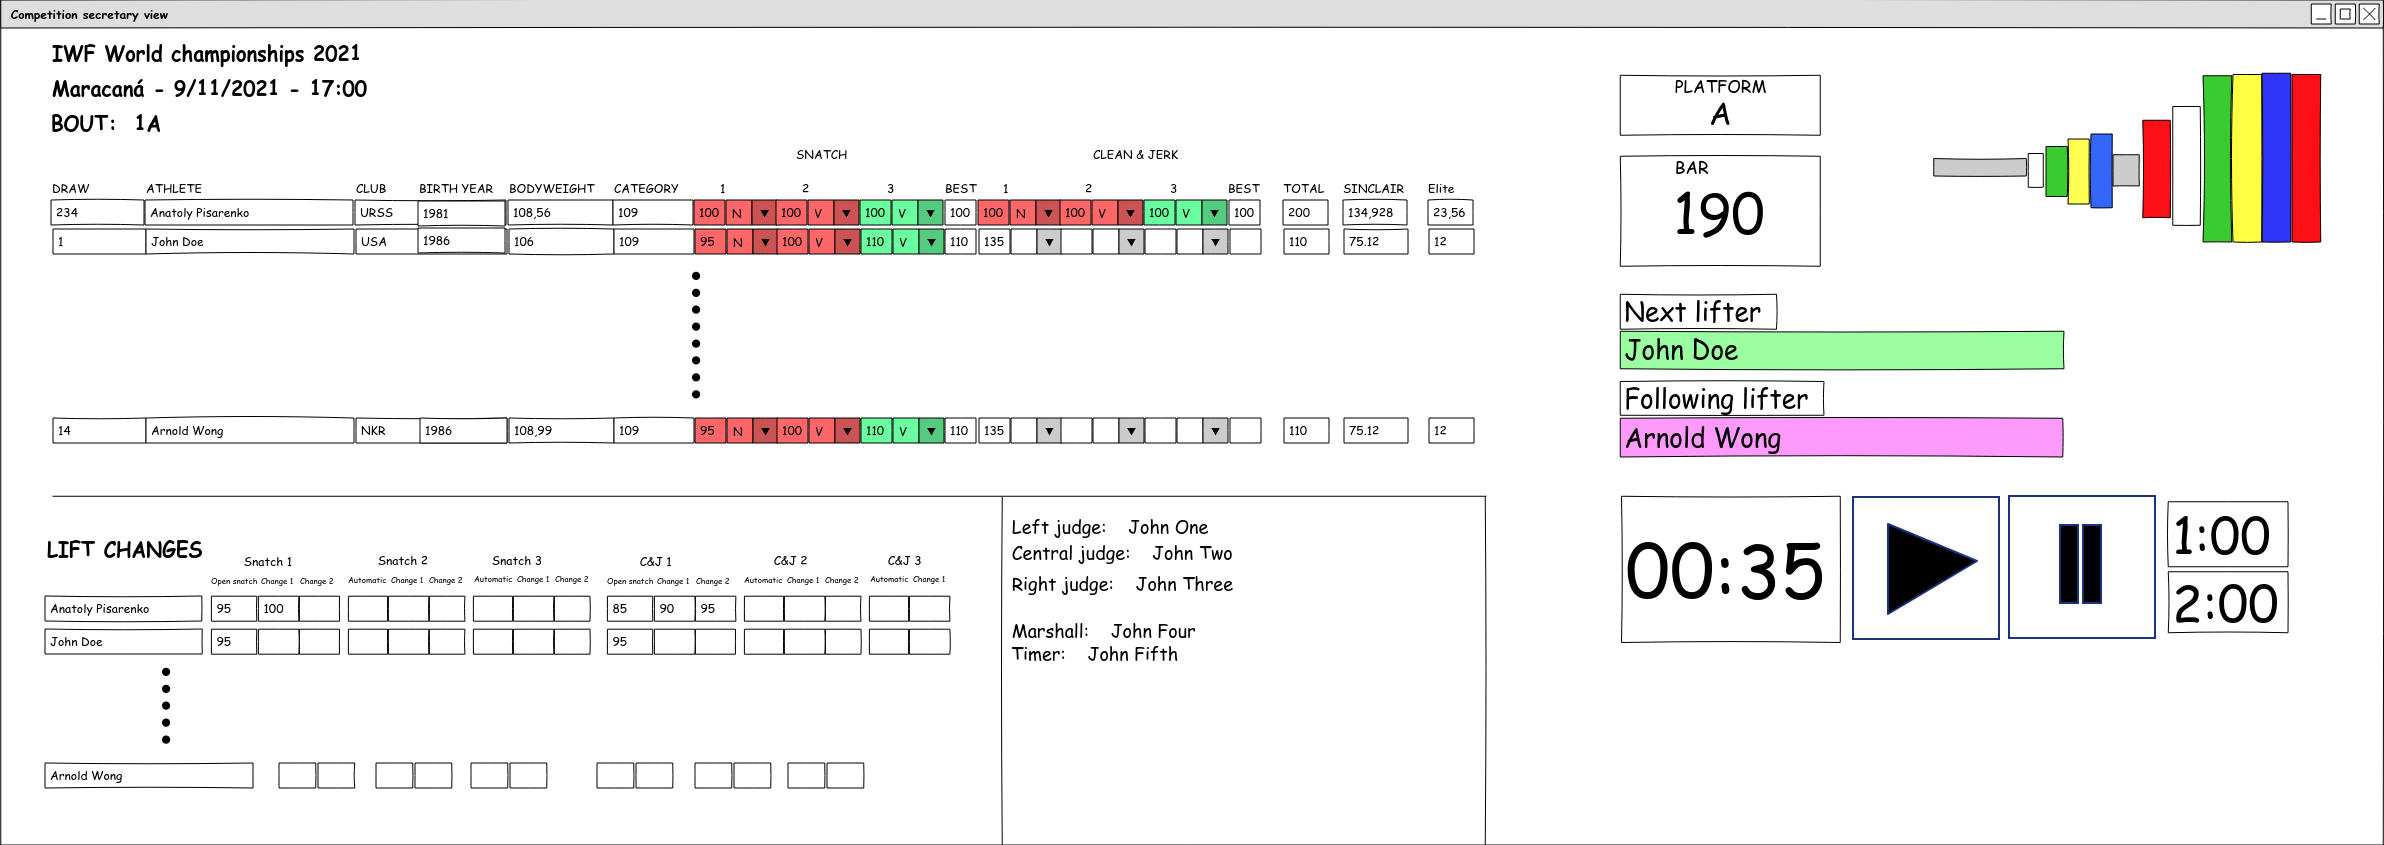 Competition secretary view
IWF World championships 2021
Maracaná - 9/11/2021 - 17:00
BOUT: 1A
SNATCH CLEAN & JERK
DRAW ATHLETE CLUB BIRTH YEAR BODYWEIGHT CATEGORY 1 2 3 BEST 1 2 3 BEST TOTAL SINCLAIR Elite
234 Anatoly Pisarenko URSS 1981 108,56 109 100 N ▼ 100 V ▼ 100 V ▼ 100 100 N ▼ 100 V ▼ 100 V ▼ 100 200 134,928 23,56
1 John Doe USA 1986 106 109 95 N ▼ 100 V ▼ 110 V ▼ 110 135 ▼ ▼ ▼ 110 75.12 12
14 Arnold Wong NKR 1986 108,99 109 95 N ▼ 100 V ▼ 110 V ▼ 110 135 ▼ ▼ ▼ 110 75.12 12
LIFT CHANGES
Snatch 1 Snatch 2 Snatch 3 C&J 1 C&J 2 C&J 3
Open snatch Change 1 Change 2 Automatic Change 1 Change 2 Automatic Change 1 Change 2 Open snatch Change 1 Change 2 Automatic Change 1 Change 2 Automatic Change 1
Anatoly Pisarenko 95 100 85 90 95
John Doe 95 95
Arnold Wong
Left judge: John One
Central judge: John Two
Right judge: John Three
Marshall: John Four
Timer: John Fifth
PLATFORM
A
BAR
190
Next lifter
John Doe
Following lifter
Arnold Wong
00:35
1:00
2:00